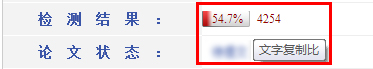 检 测 结 果 ： 54.7% 4254
论 文 状 态 ： 文字复制比